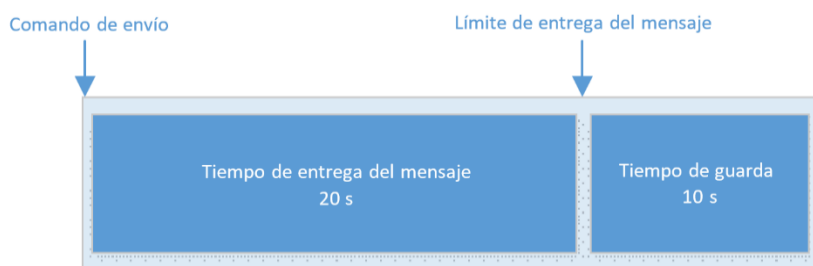 Comando de envío
Límite de entrega del mensaje
Tiempo de entrega del mensaje
20 s
Tiempo de guarda
10 s